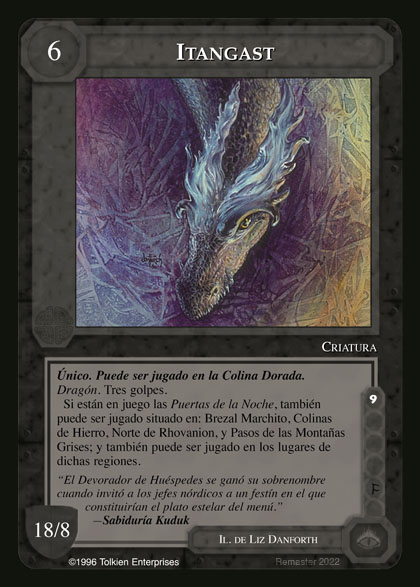 6
Itangast
Criatura
Único. Puede ser jugado en la Colina Dorada.
Dragón. Tres golpes.
Si están en juego las Puertas de la Noche, también
puede ser jugado situado en: Brezal Marchito, Colinas
de Hierro, Norte de Rhovanion, y Pasos de las Montañas
Grises; y también puede ser jugado en los lugares de
dichas regiones.
“El Devorador de Huéspedes se ganó su sobrenombre
cuando invitó a los jefes nórdicos a un festín en el que
constituirían el plato estelar del menú.”
—Sabiduría Kuduk
9
F
18/8
Il. de Liz Danforth
©1996 Tolkien Enterprises
Remaster 2022